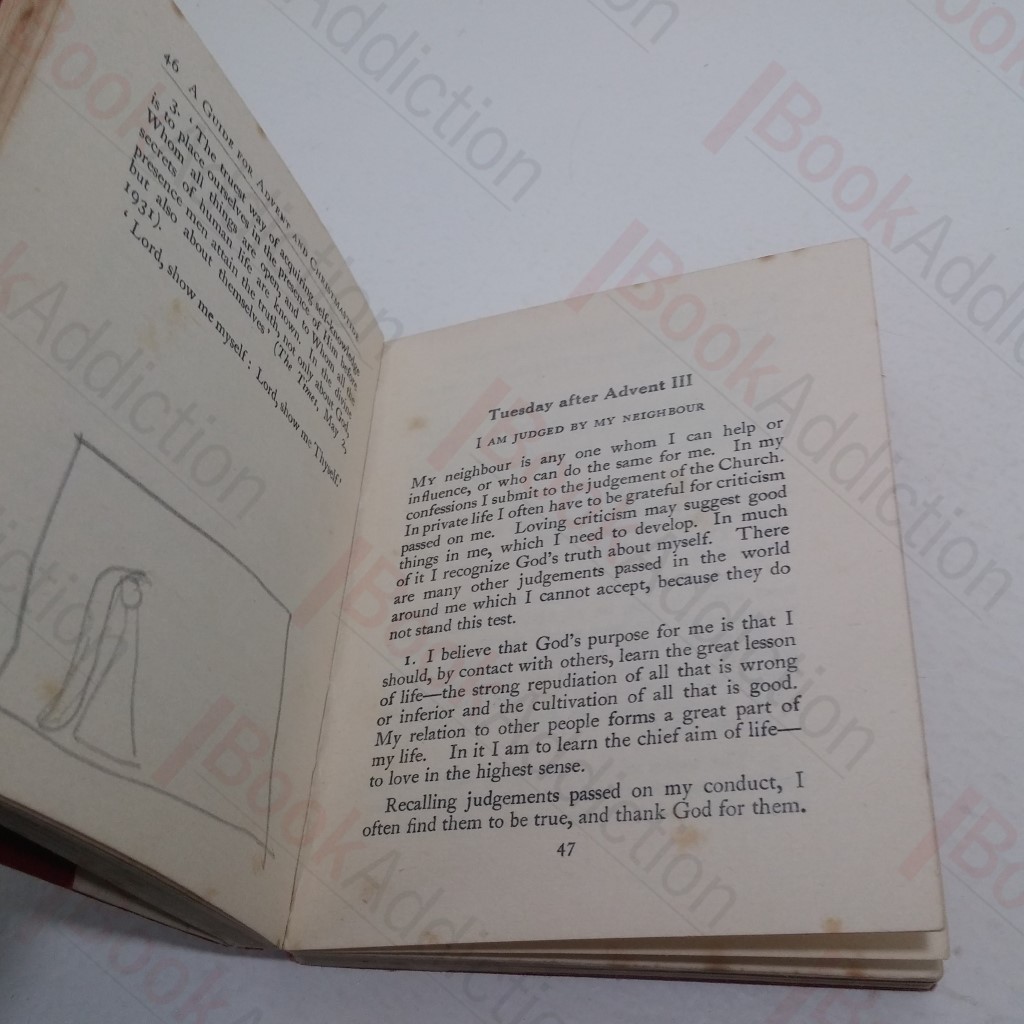 46 A GUIDE FOR ADVENT AND CHRISTMASTIDE
3. ‘The truest way of acquiring self-knowledge
is to place ourselves in the presence of Him before
Whom all things are open, and to Whom all the
secrets of human life are known. In the divine
presence men attain the truth, not only about God,
but also about themselves’ (The Times, May 2,
1931).
‘Lord, show me myself: Lord, show me Thyself.’
Tuesday after Advent III
I AM JUDGED BY MY NEIGHBOUR
MY neighbour is any one whom I can help or
influence, or who can do the same for me. In my
confessions I submit to the judgement of the Church.
In private life I often have to be grateful for criticism
passed on me. Loving criticism may suggest good
things in me, which I need to develop. In much
of it I recognize God's truth about myself. There
are many other judgements passed in the world
around me which I cannot accept, because they do
not stand this test.
1. I believe that God's purpose for me is that I
should, by contact with others, learn the great lesson
of life—the strong repudiation of all that is wrong
or inferior and the cultivation of all that is good.
My relation to other people forms a great part of
my life. In it I am to learn the chief aim of life—
to love in the highest sense.
Recalling judgements passed on my conduct, I
often find them to be true, and thank God for them.
47
BookAddiction